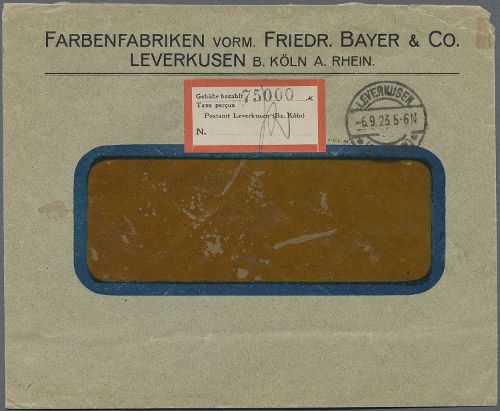 FARBENFABRIKEN VORM. FRIEDR. BAYER & CO.
LEVERKUSEN B. KÖLN A. RHEIN.
Gebühr bezahlt 75000 M
Taxe perçue
Postamt Leverkusen (Bz. Köln)
N.
LEVERKUSEN
-6.9.23.5-6N